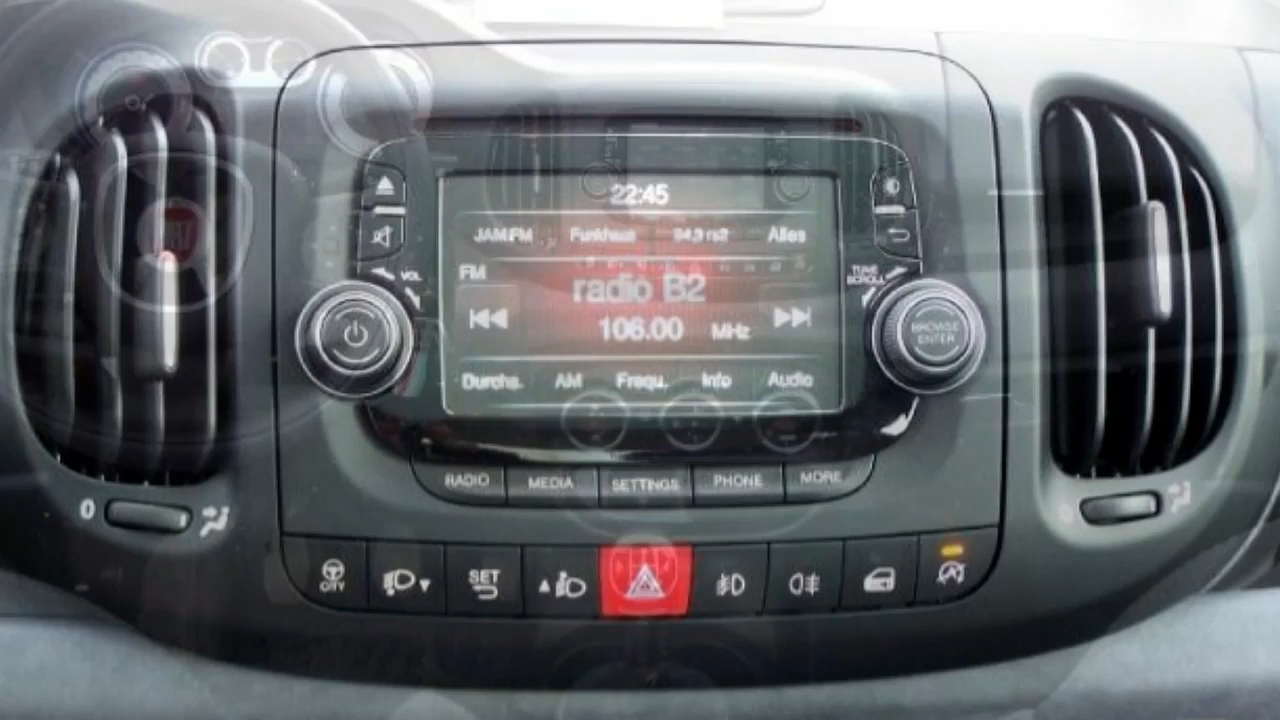 22:45
JAM FM Funkhaus 94,3 rs2 Alles
FM
radio B2
106.00 MHz
Durchs. AM Frequ. Info Audio
VOL
TUNE
SCROLL
BROWSE
ENTER
RADIO MEDIA SETTINGS PHONE MORE
0
CITY
SET